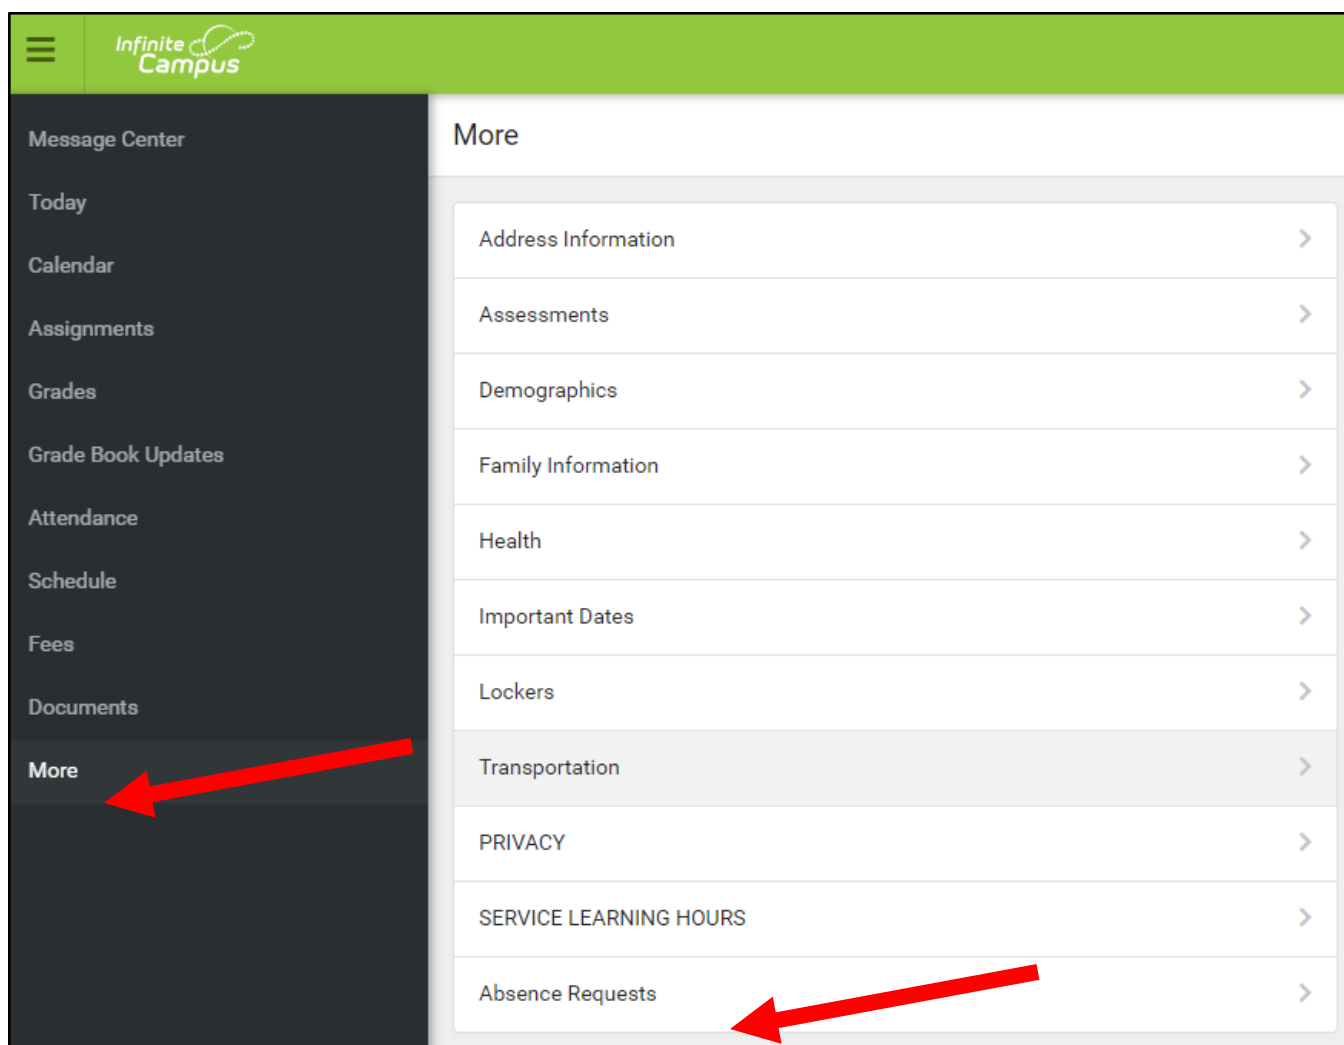 Infinite
Campus
Message Center
Today
Calendar
Assignments
Grades
Grade Book Updates
Attendance
Schedule
Fees
Documents
More
More
Address Information
Assessments
Demographics
Family Information
Health
Important Dates
Lockers
Transportation
PRIVACY
SERVICE LEARNING HOURS
Absence Requests